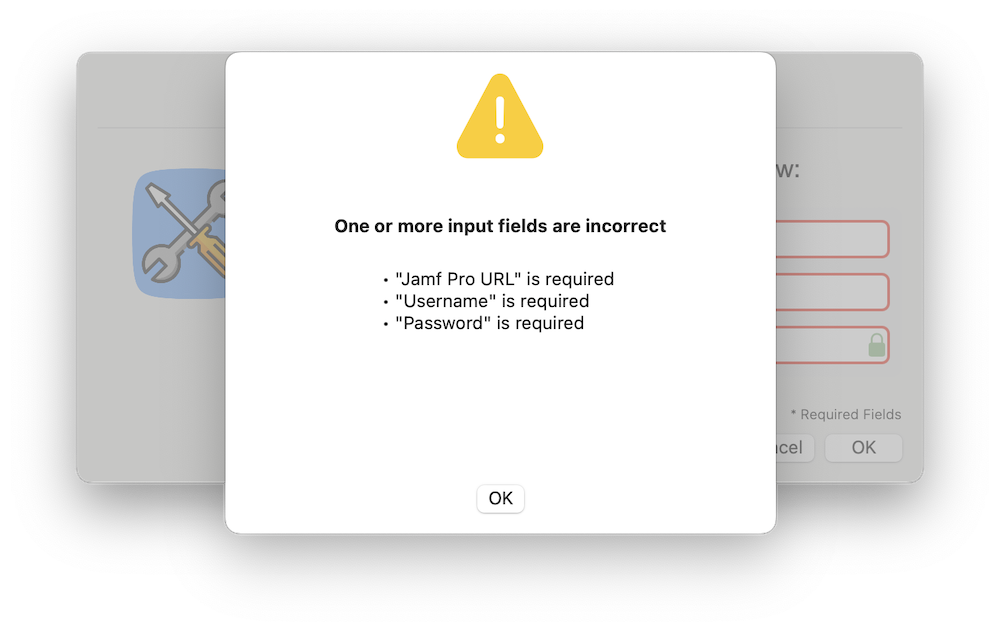 One or more input fields are incorrect
• "Jamf Pro URL" is required
• "Username" is required
• "Password" is required
OK
w:
* Required Fields
ncel
OK